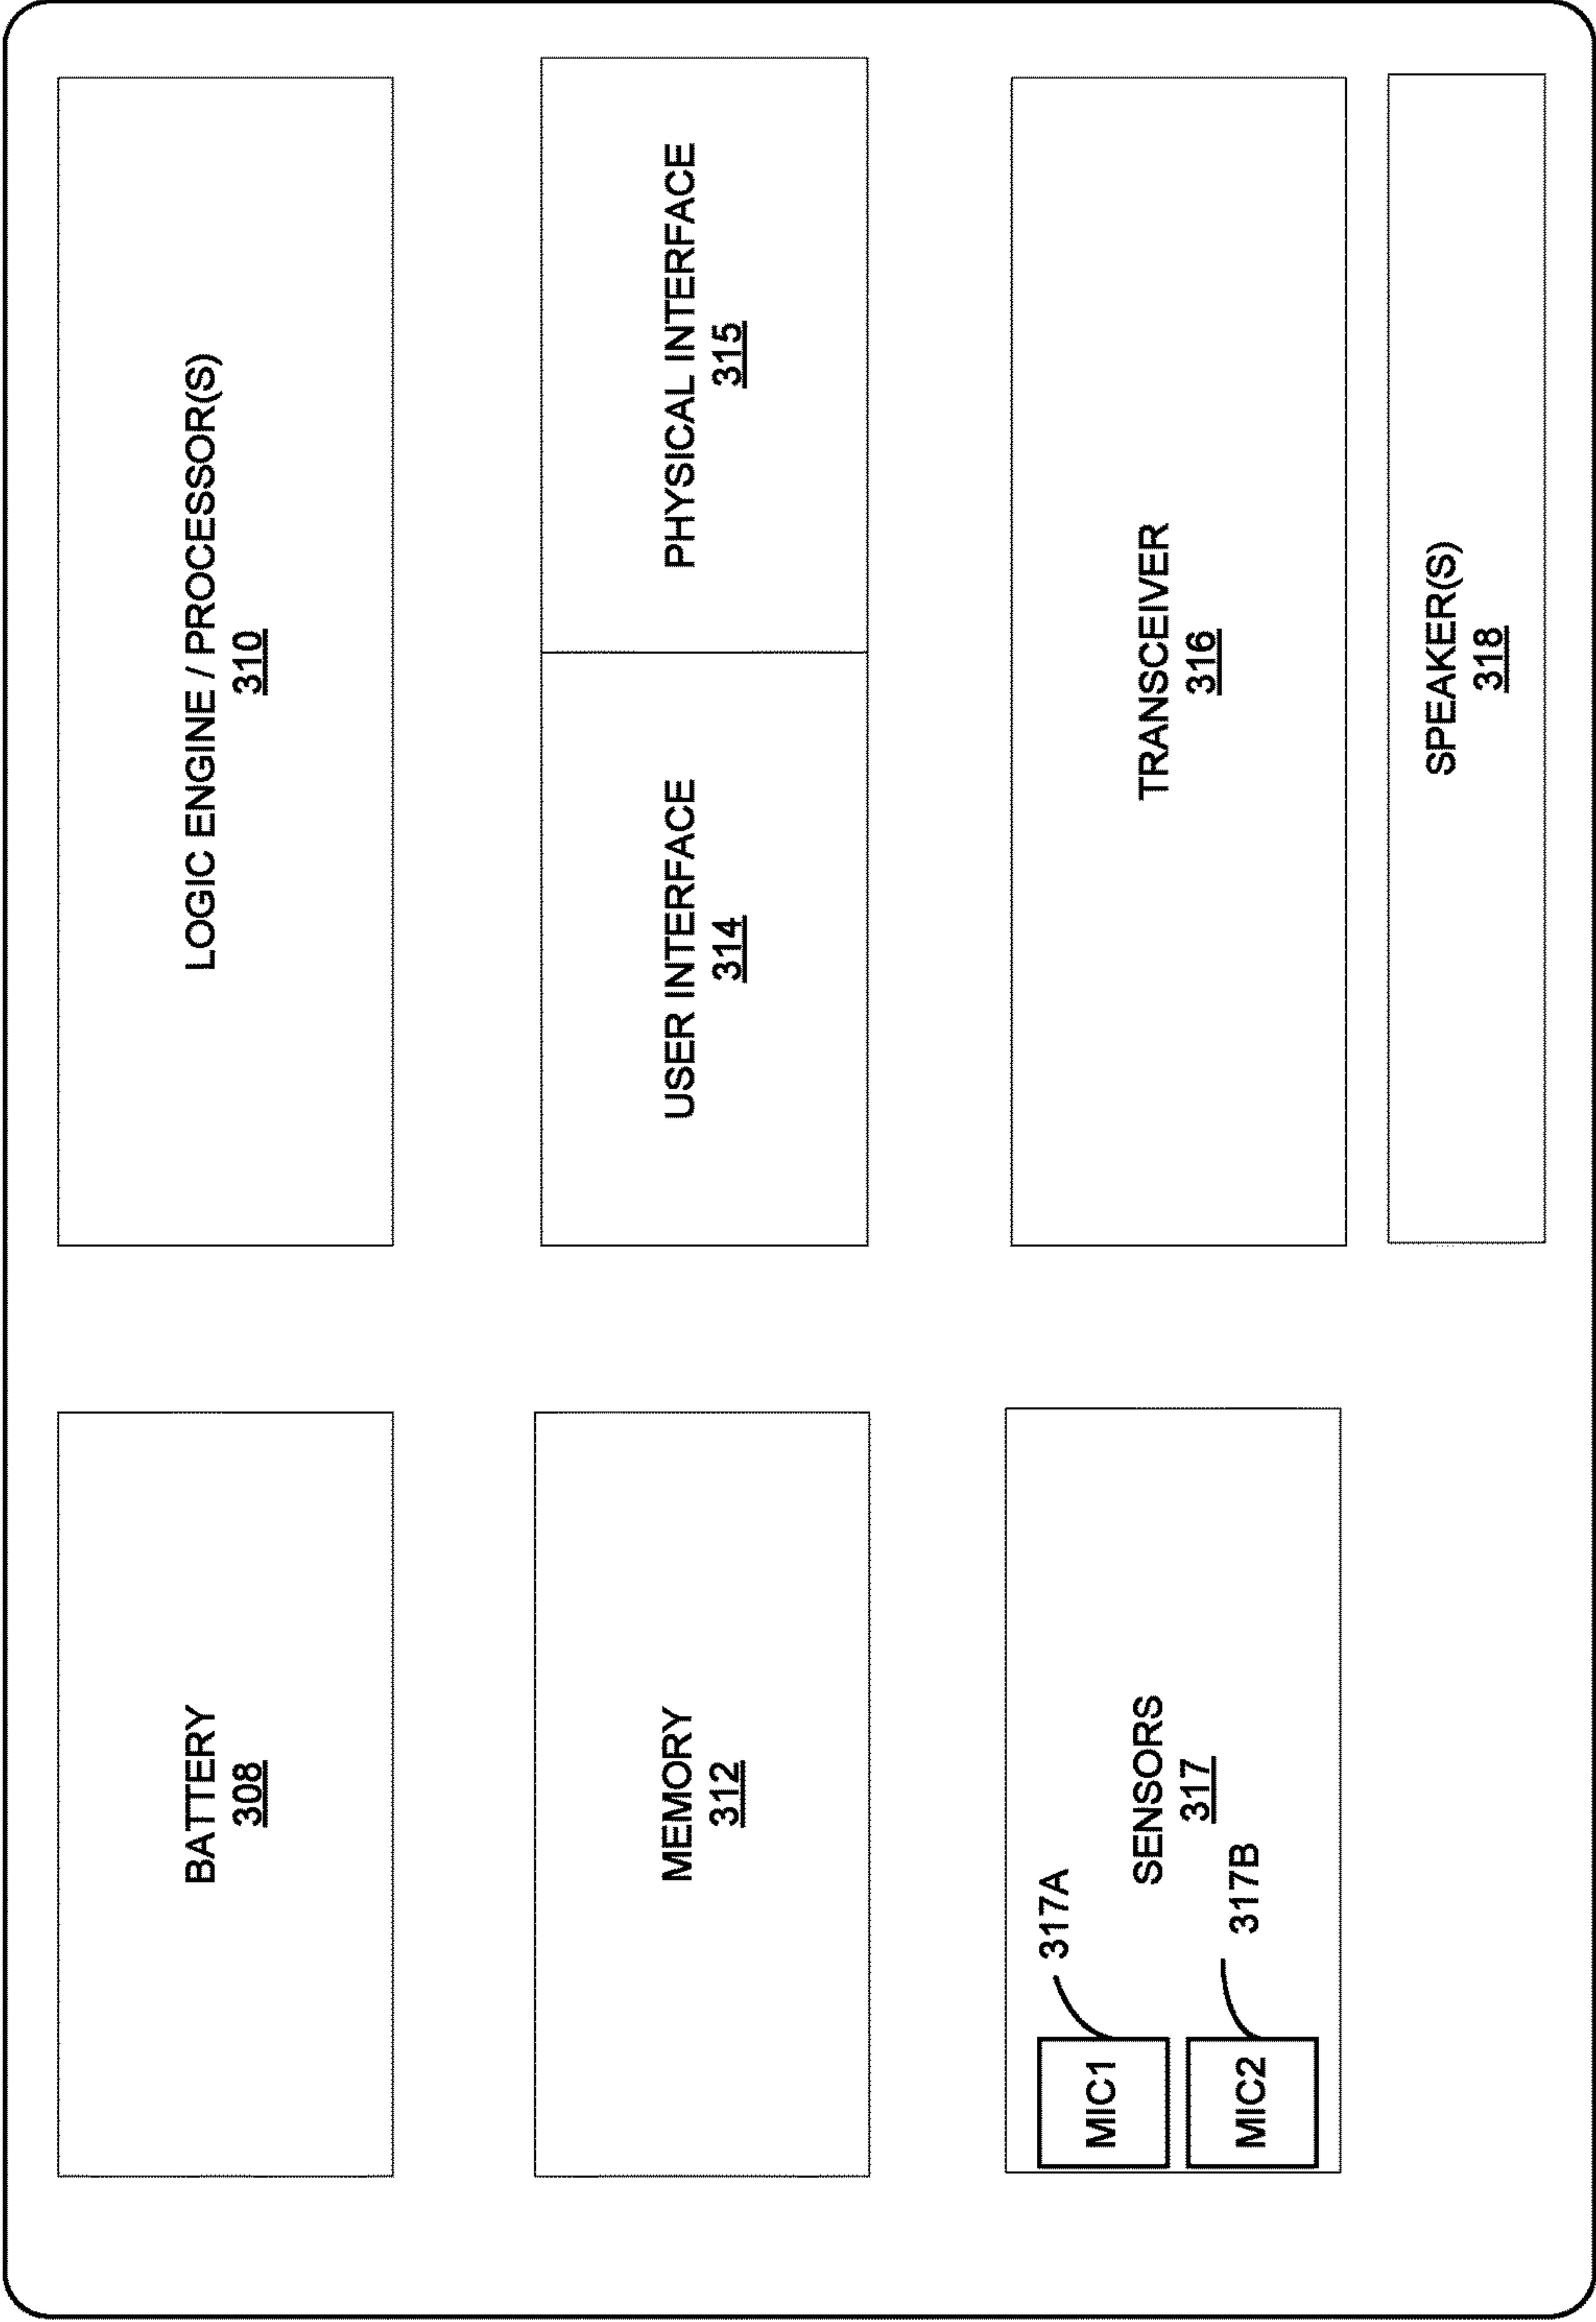 BATTERY
308
LOGIC ENGINE / PROCESSOR(S)
310
MEMORY
312
USER INTERFACE
314
PHYSICAL INTERFACE
315
MIC1
317A
MIC2
317B
SENSORS
317
TRANSCEIVER
316
SPEAKER(S)
318